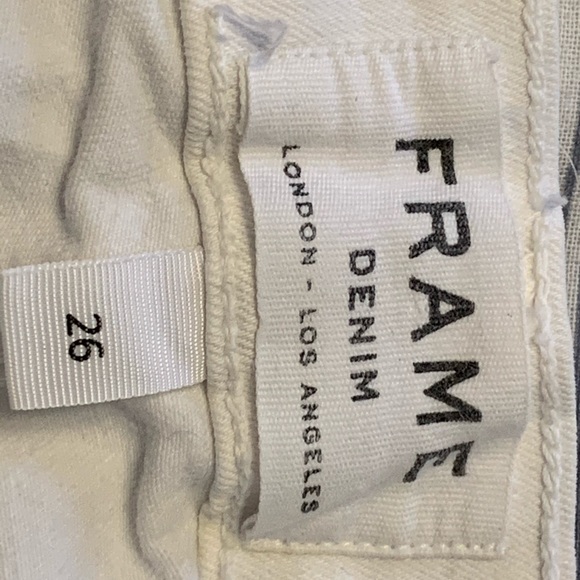 FRAME
DENIM
LONDON - LOS ANGELES
26